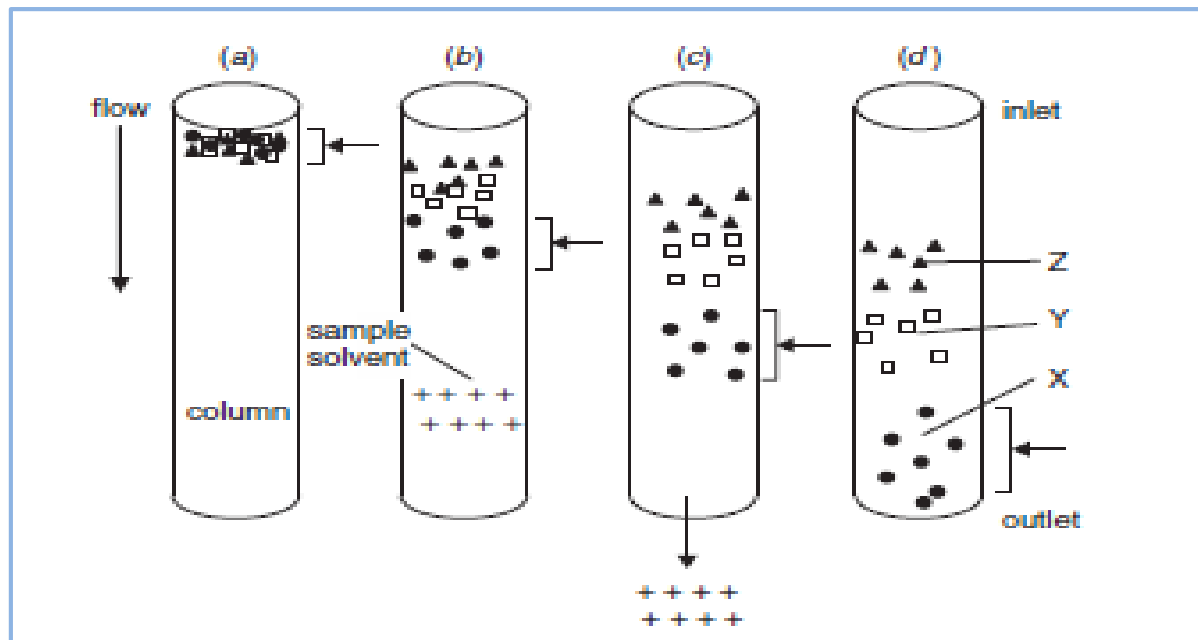 (a)
(b)
(c)
(d)
flow
inlet
Z
Y
sample
solvent
X
column
+ + + +
+ + + +
outlet
+ + + +
+ + + +